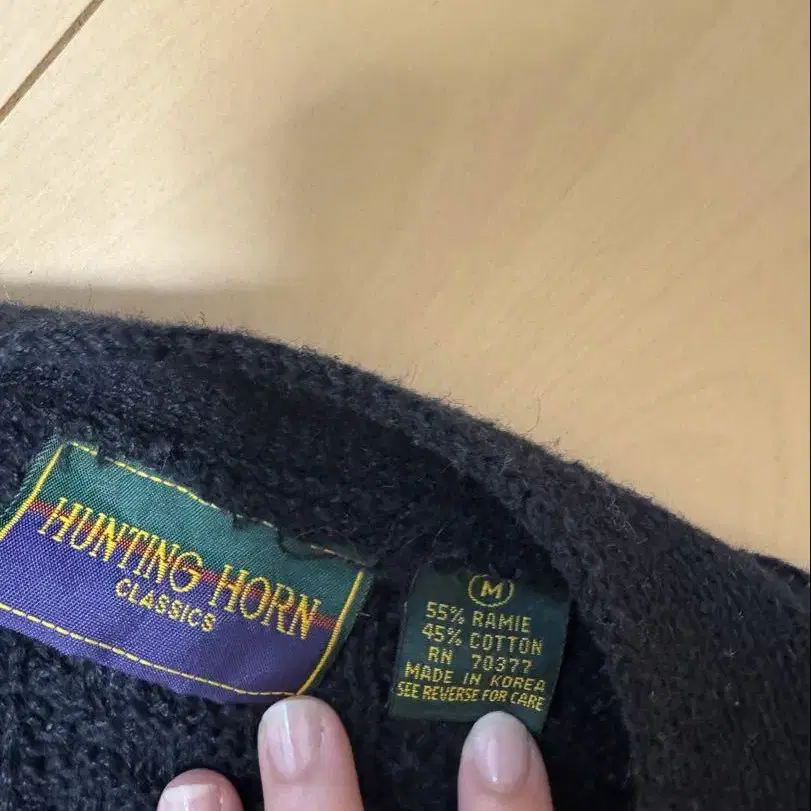 HUNTING HORN
CLASSICS
M
55% RAMIE
45% COTTON
RN 70377
MADE IN KOREA
SEE REVERSE FOR CARE